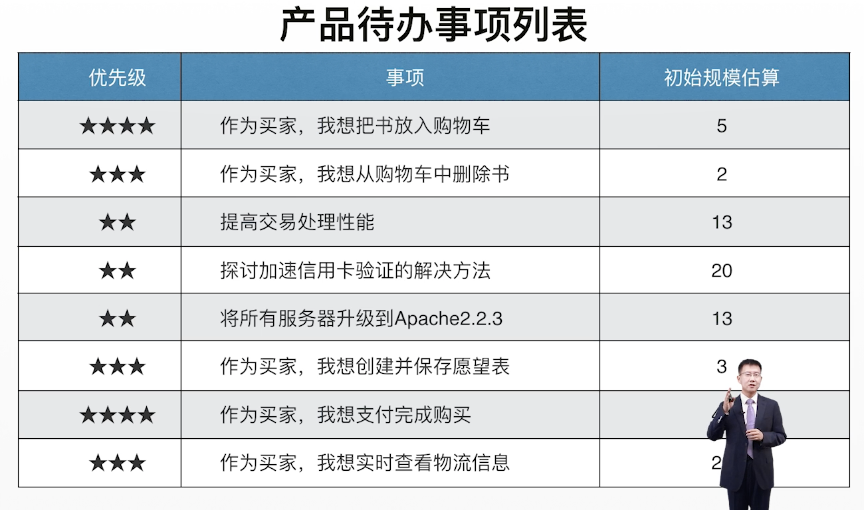 产品待办事项列表
优先级 事项 初始规模估算
★★★★ 作为买家，我想把书放入购物车 5
★★★ 作为买家，我想从购物车中删除书 2
★★ 提高交易处理性能 13
★★ 探讨加速信用卡验证的解决方法 20
★★ 将所有服务器升级到Apache2.2.3 13
★★★ 作为买家，我想创建并保存愿望表 3
★★★★ 作为买家，我想支付完成购买
★★★ 作为买家，我想实时查看物流信息